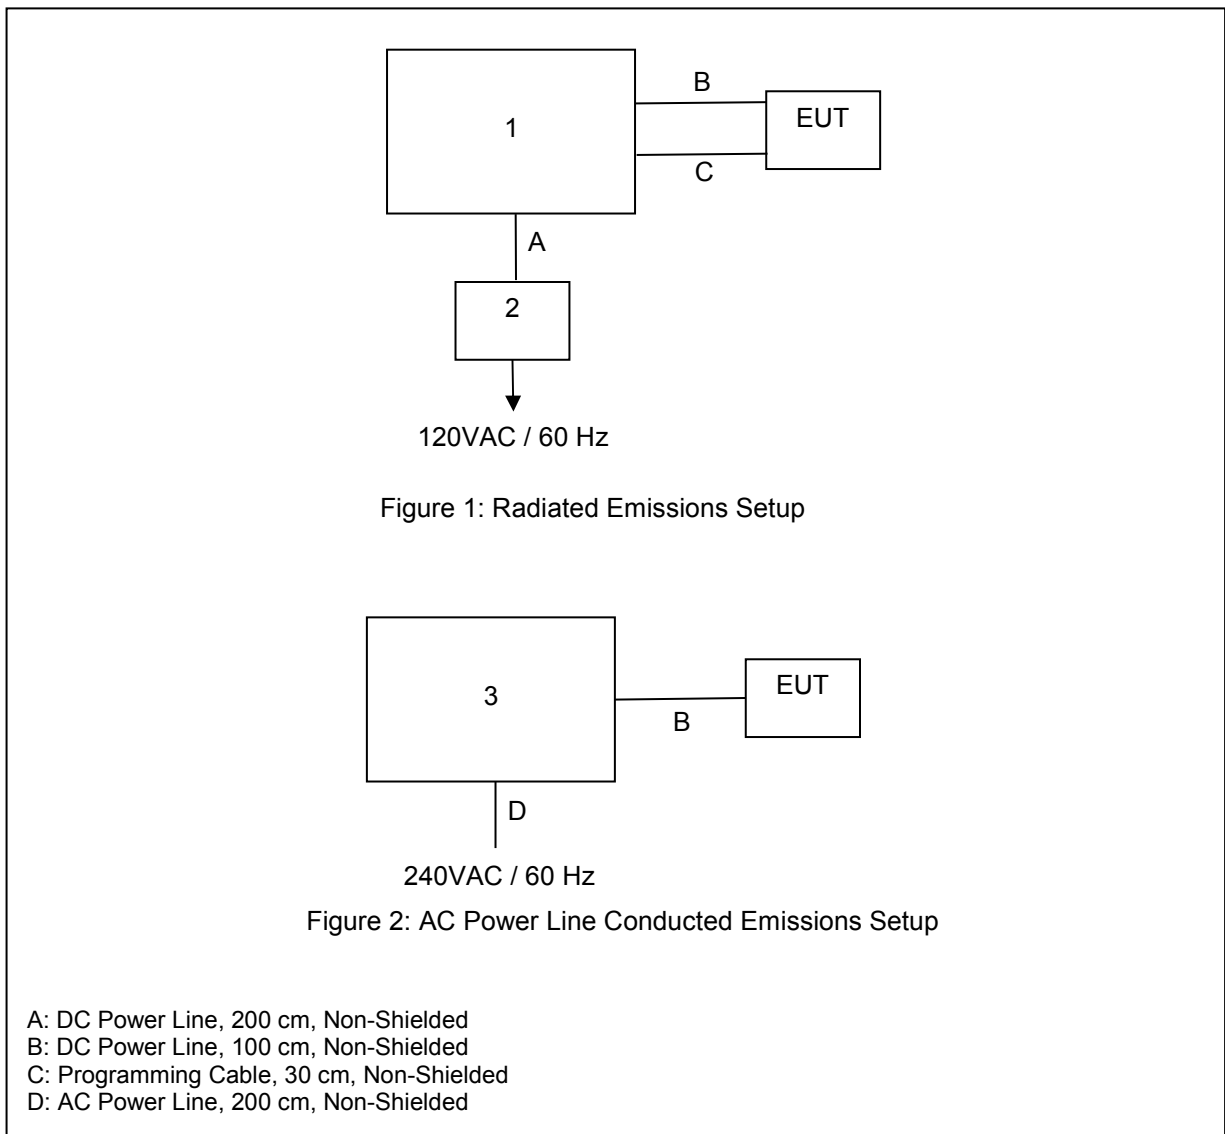 B
EUT
1
C
A
2
120VAC / 60 Hz
Figure 1: Radiated Emissions Setup
EUT
3
B
D
240VAC / 60 Hz
Figure 2: AC Power Line Conducted Emissions Setup
A: DC Power Line, 200 cm, Non-Shielded
B: DC Power Line, 100 cm, Non-Shielded
C: Programming Cable, 30 cm, Non-Shielded
D: AC Power Line, 200 cm, Non-Shielded